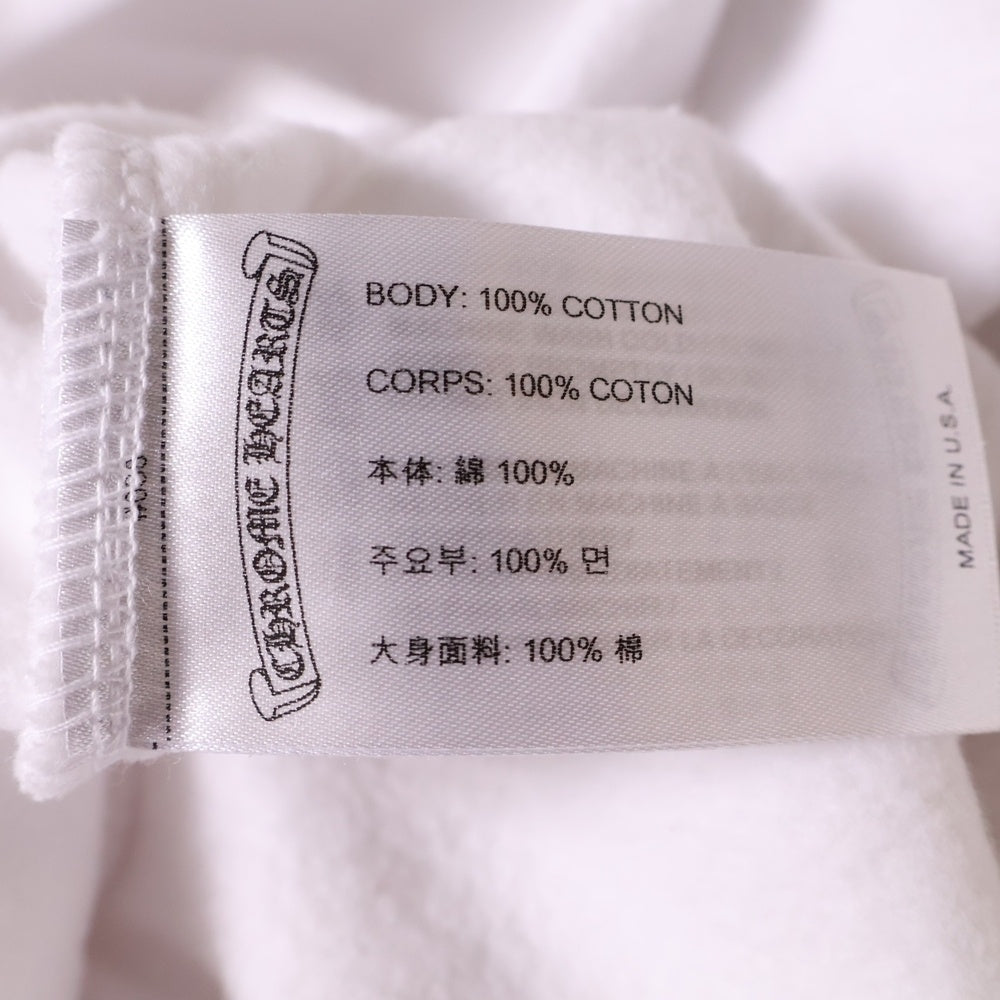 CHROME HEARTS
BODY: 100% COTTON
CORPS: 100% COTON
本体: 綿 100%
주요부: 100% 면
大身面料: 100% 棉
MADE IN U.S.A.